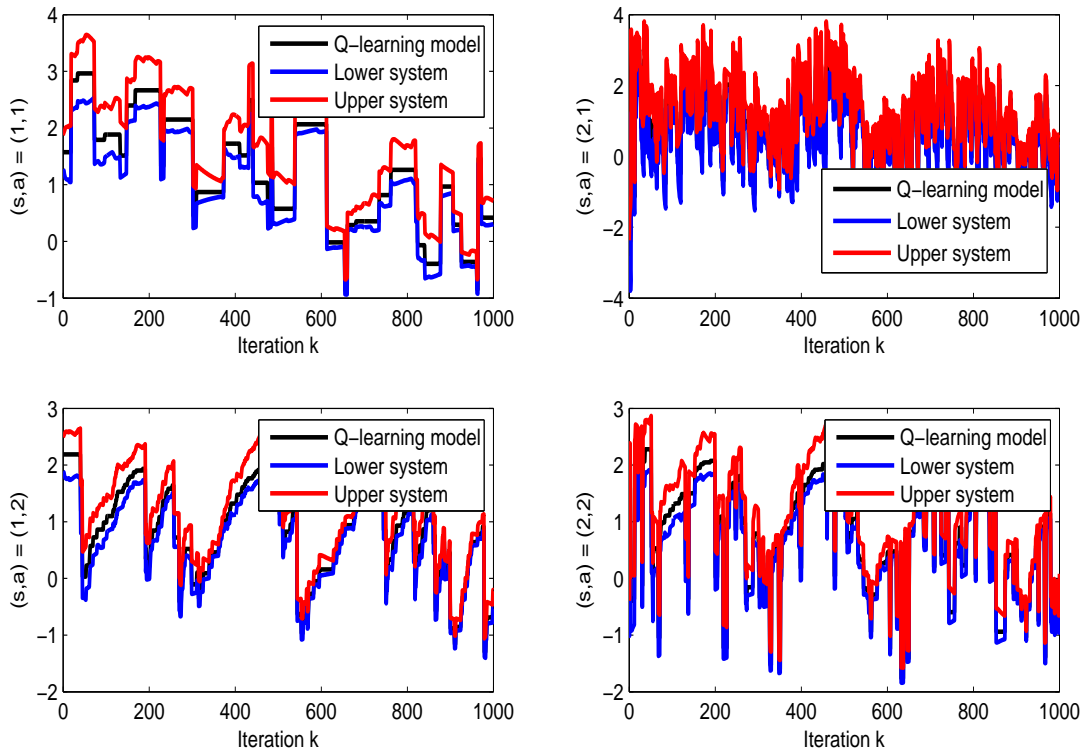 4
3
2
1
0
−1
0
200
400
600
800
1000
Iteration k
(s,a) = (1,1)
Q−learning model
Lower system
Upper system
4
2
0
−2
−4
0
200
400
600
800
1000
Iteration k
(s,a) = (2,1)
Q−learning model
Lower system
Upper system
3
2
1
0
−1
−2
0
200
400
600
800
1000
Iteration k
(s,a) = (1,2)
Q−learning model
Lower system
Upper system
3
2
1
0
−1
−2
0
200
400
600
800
1000
Iteration k
(s,a) = (2,2)
Q−learning model
Lower system
Upper system